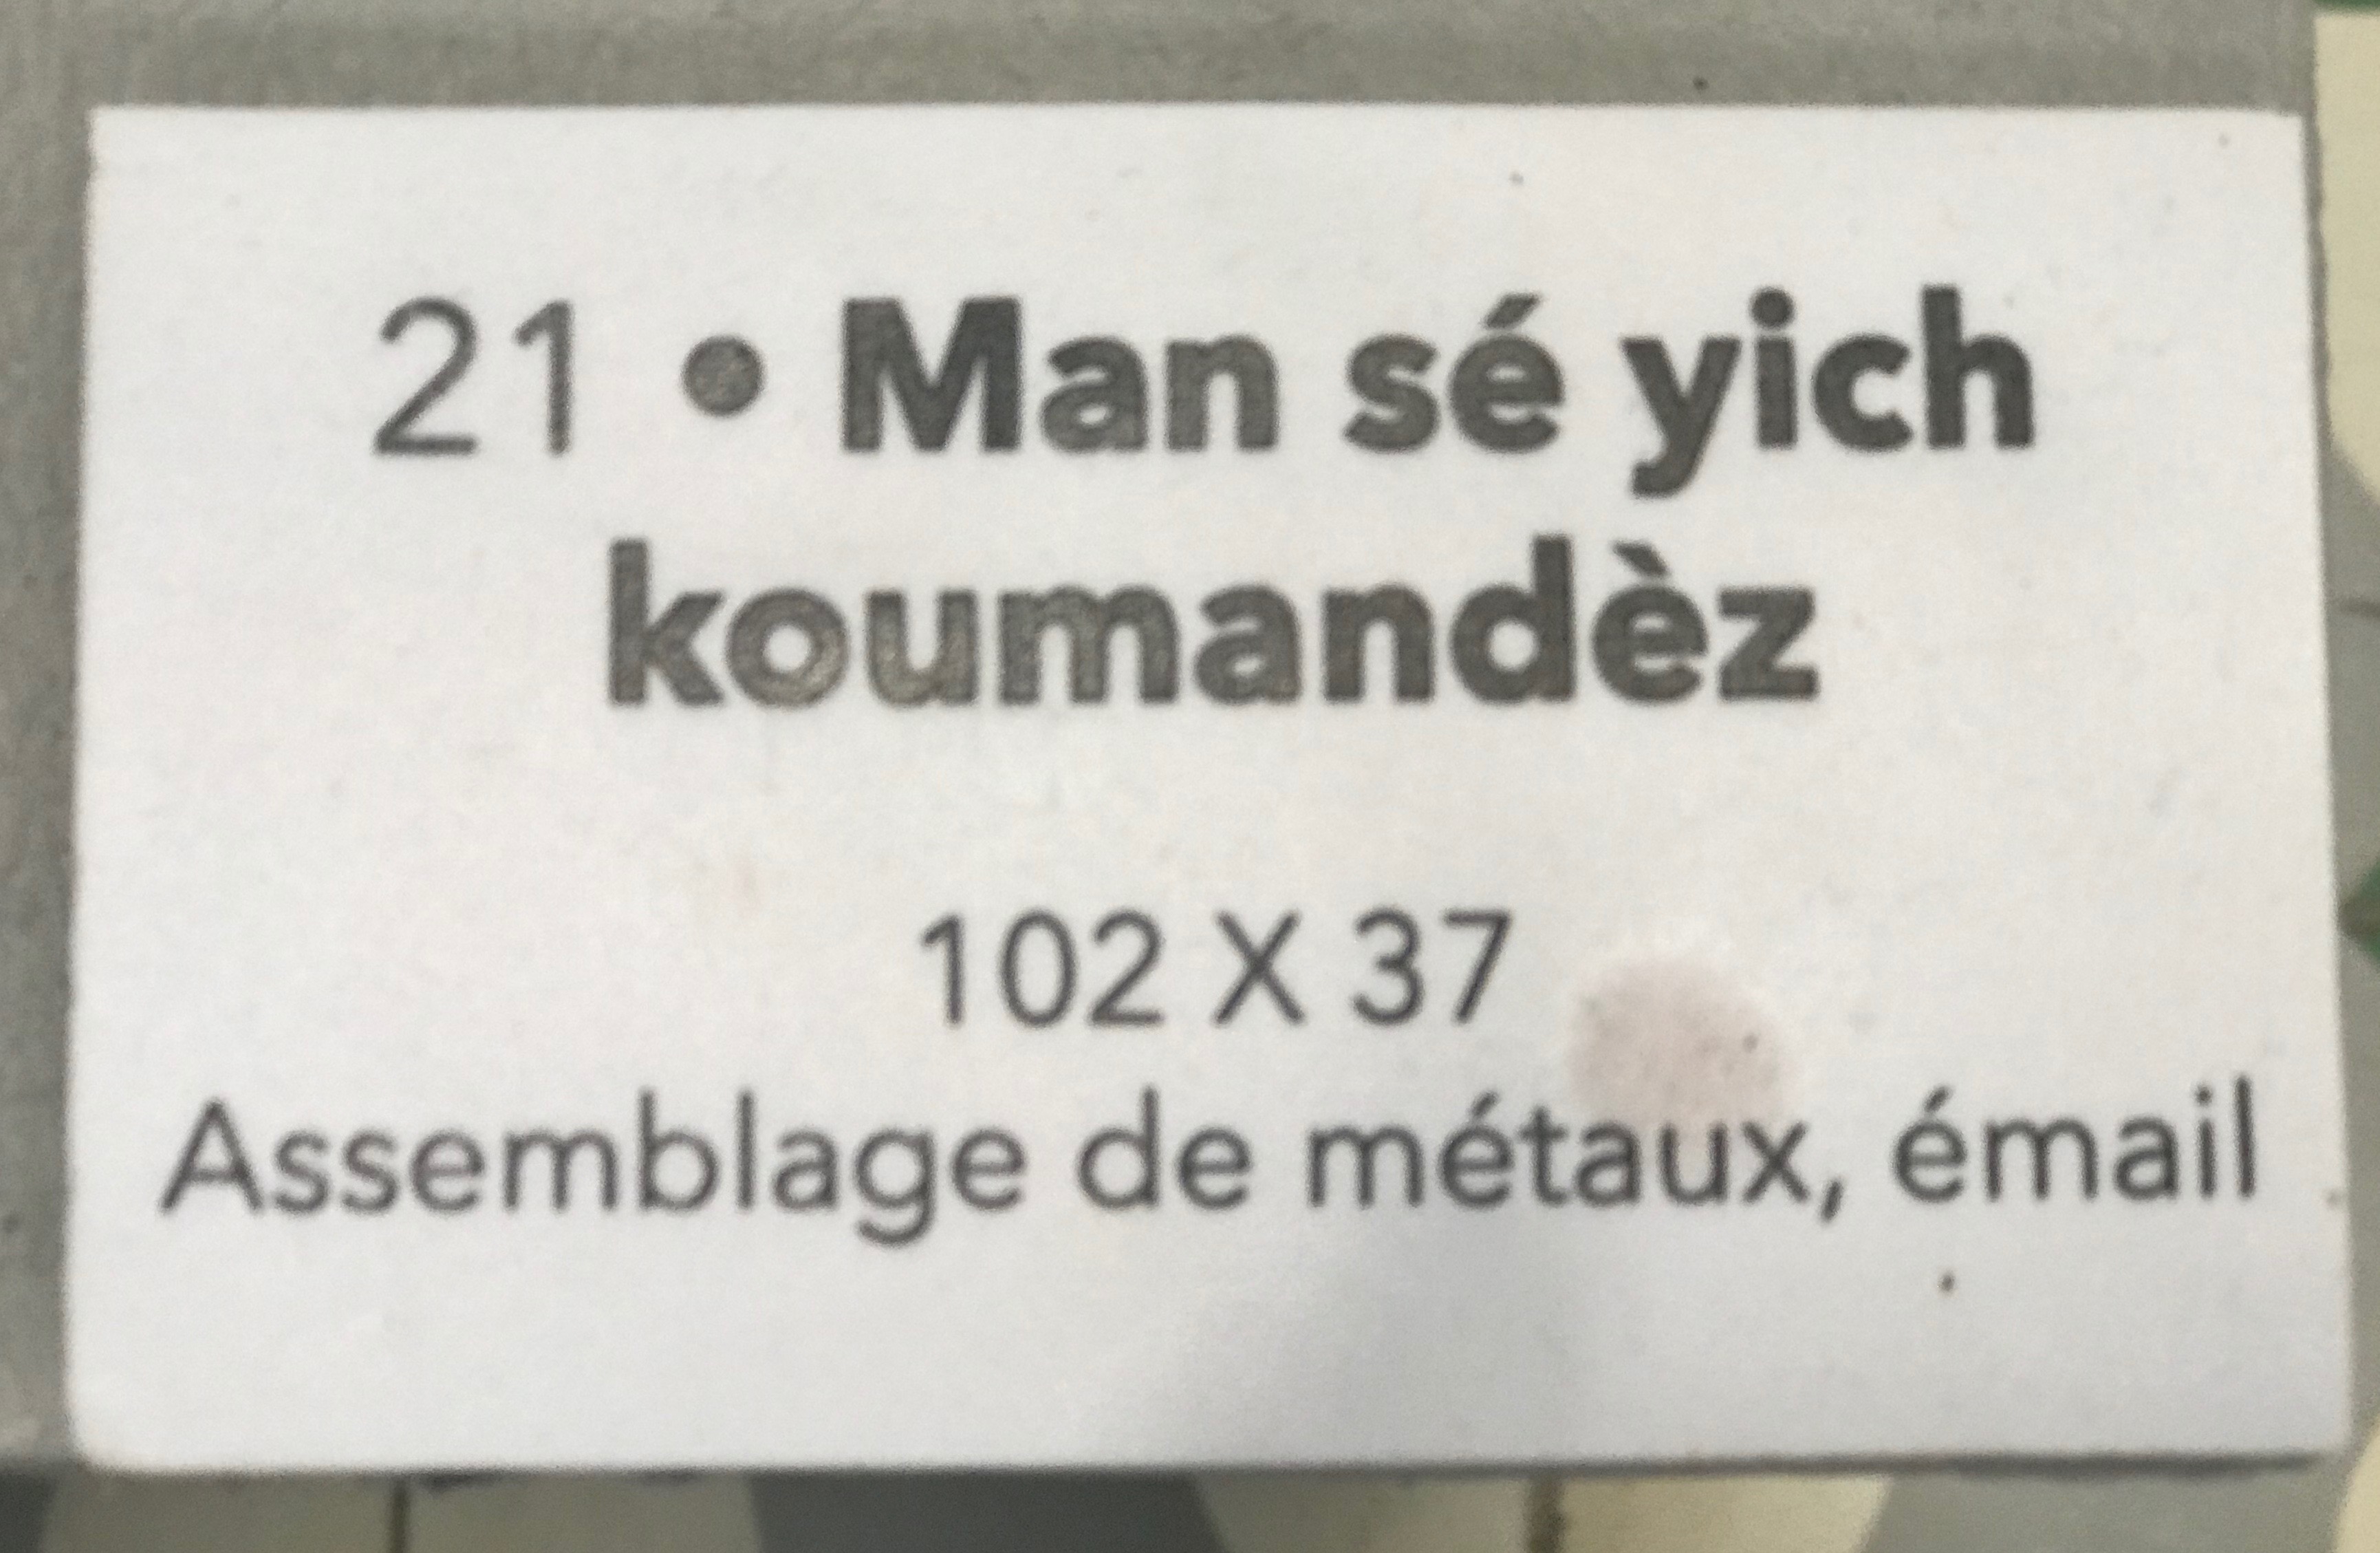 21 • Man sé yich
koumandèz
102 X 37
Assemblage de métaux, émail